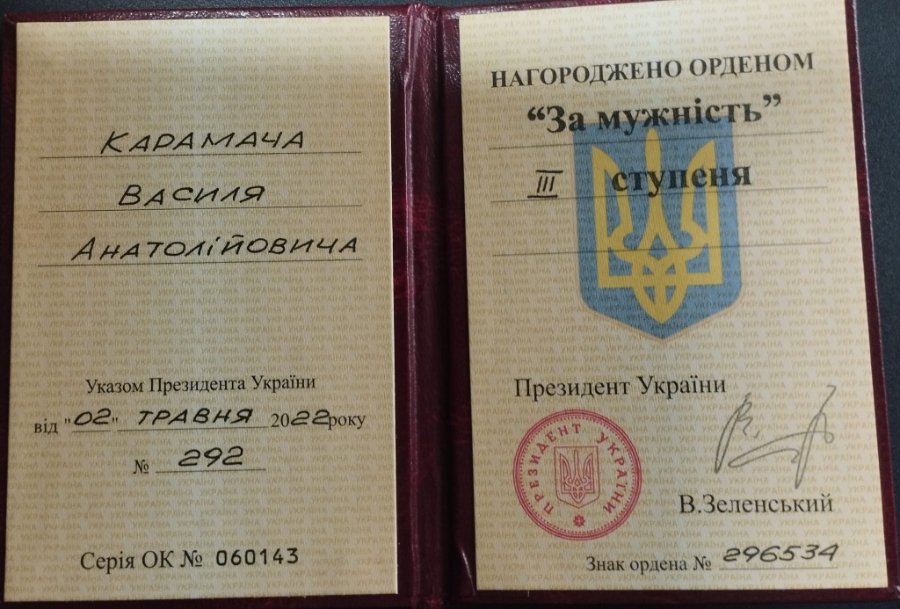 КАРАМАЧА
ВАСИЛЯ
АНАТОЛІЙОВИЧА
Указом Президента України
від "02" ТРАВНЯ 2022 року
№ 292
Серія ОК № 060143
НАГОРОДЖЕНО ОРДЕНОМ
“За мужність”
III ступеня
Президент України
ПРЕЗИДЕНТ УКРАЇНИ
В.Зеленський
Знак ордена № 296534